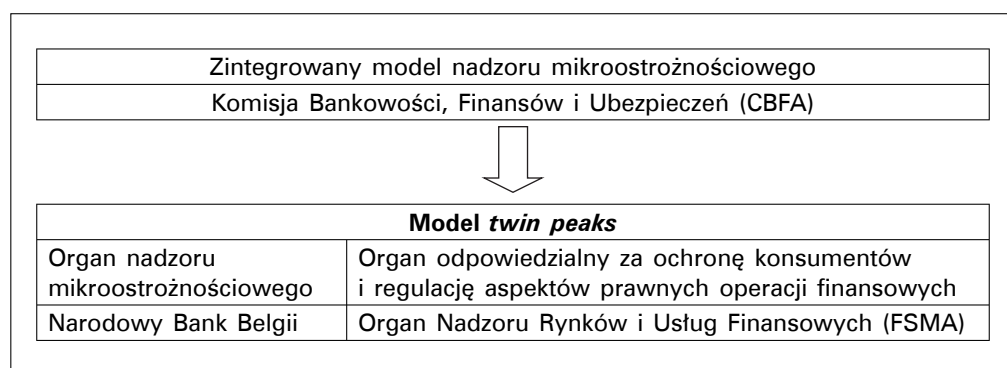 Zintegrowany model nadzoru mikroostrożnościowego
Komisja Bankowości, Finansów i Ubezpieczeń (CBFA)
Model twin peaks
Organ nadzoru
mikroostrożnościowego
Organ odpowiedzialny za ochronę konsumentów
i regulację aspektów prawnych operacji finansowych
Narodowy Bank Belgii
Organ Nadzoru Rynków i Usług Finansowych (FSMA)